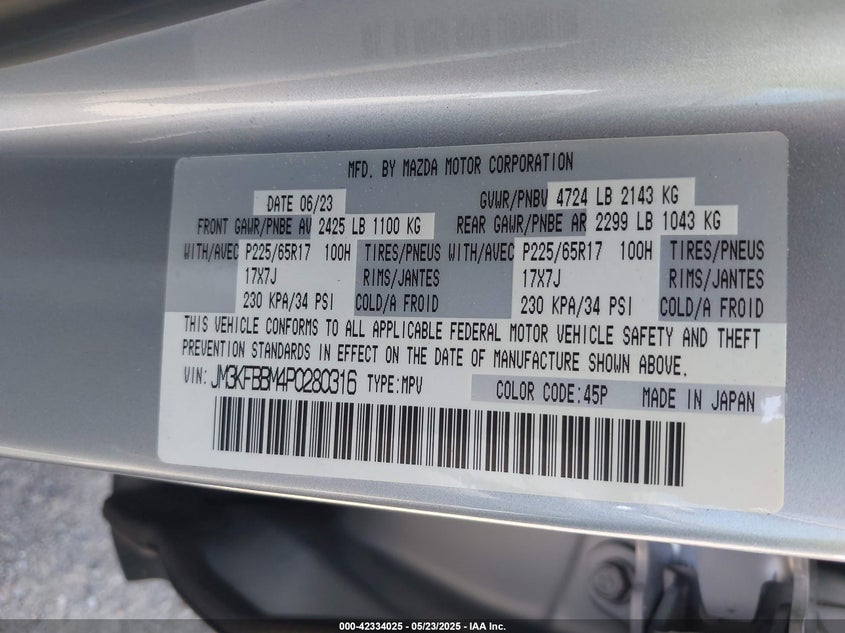 MFD. BY MAZDA MOTOR CORPORATION
DATE 06/23 GVWR/PNBV 4724 LB 2143 KG
FRONT GAWR/PNBE AV 2425 LB 1100 KG REAR GAWR/PNBE AR 2299 LB 1043 KG
WITH/AVEC P225/65R17 100H TIRES/PNEUS WITH/AVEC P225/65R17 100H TIRES/PNEUS
17X7J RIMS/JANTES 17X7J RIMS/JANTES
230 KPA/34 PSI COLD/A FROID 230 KPA/34 PSI COLD/A FROID
THIS VEHICLE CONFORMS TO ALL APPLICABLE FEDERAL MOTOR VEHICLE SAFETY AND THEFT
PREVENTION STANDARDS IN EFFECT ON THE DATE OF MANUFACTURE SHOWN ABOVE.
VIN: JM3KFBBM4P0280316 TYPE:MPV COLOR CODE:45P MADE IN JAPAN
000-42334025 - 05/23/2025 - IAA Inc.